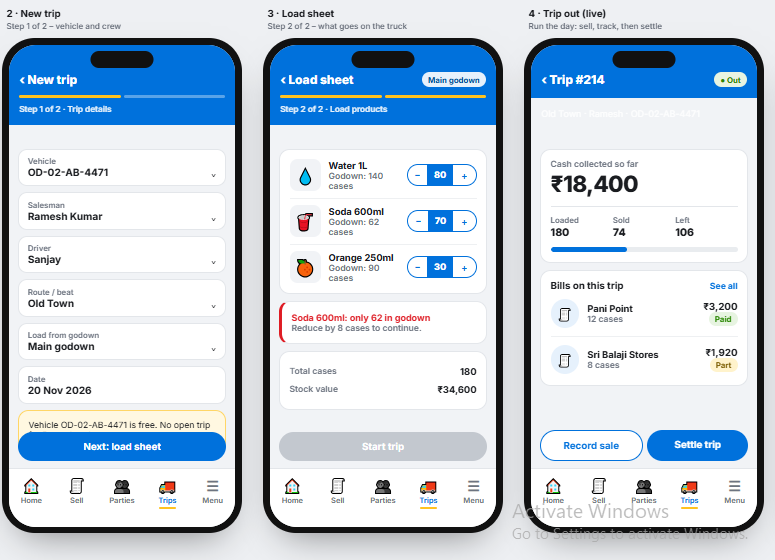 2 · New trip
Step 1 of 2 – vehicle and crew
‹ New trip
Step 1 of 2 · Trip details
Vehicle
OD-02-AB-4471
Salesman
Ramesh Kumar
Driver
Sanjay
Route / beat
Old Town
Load from godown
Main godown
Date
20 Nov 2026
Vehicle OD-02-AB-4471 is free. No open trip
Next: load sheet
Home
Sell
Parties
Trips
Menu
3 · Load sheet
Step 2 of 2 – what goes on the truck
‹ Load sheet
Main godown
Step 2 of 2 · Load products
Water 1L
Godown: 140
cases
− 80 +
Soda 600ml
Godown: 62
cases
− 70 +
Orange 250ml
Godown: 90
cases
− 30 +
Soda 600ml: only 62 in godown
Reduce by 8 cases to continue.
Total cases 180
Stock value ₹34,600
Start trip
Home
Sell
Parties
Trips
Menu
4 · Trip out (live)
Run the day: sell, track, then settle
‹ Trip #214
• Out
Old Town · Ramesh · OD-02-AB-4471
Cash collected so far
₹18,400
Loaded Sold Left
180 74 106
Bills on this trip See all
Pani Point ₹3,200
12 cases Paid
Sri Balaji Stores ₹1,920
8 cases Part
Record sale
Settle trip
Home
Sell
Parties
Trips
Menu
Activate Windows
Go to Settings to activate Windows.